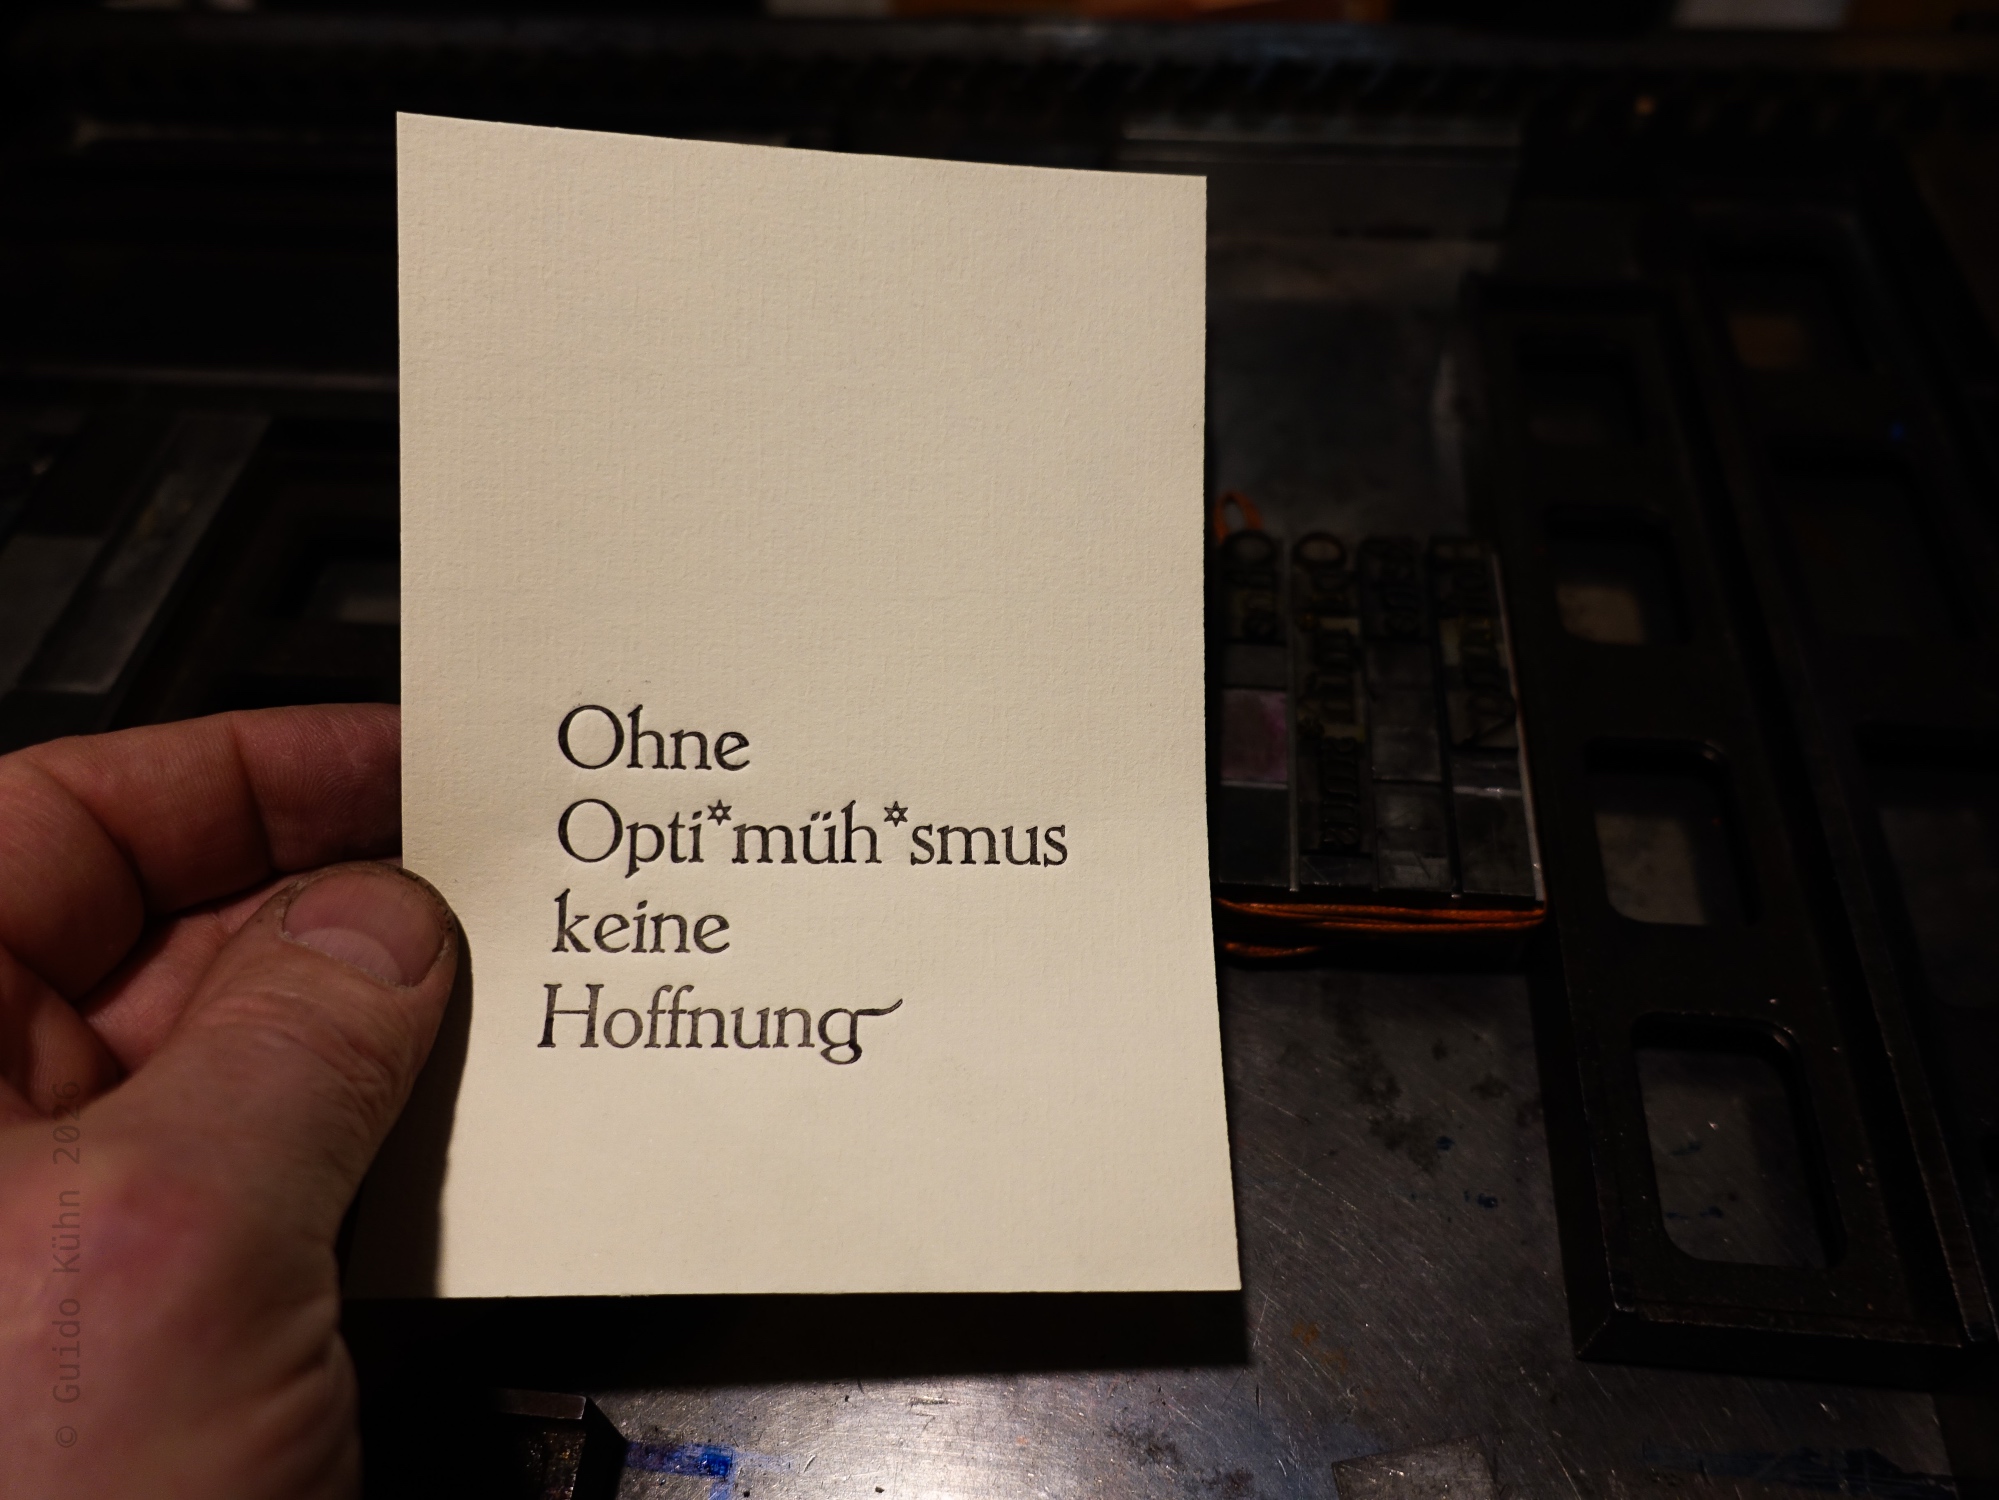 Ohne
Opti*müh*smus
keine
Hoffnung
© Guido Kühn 2026